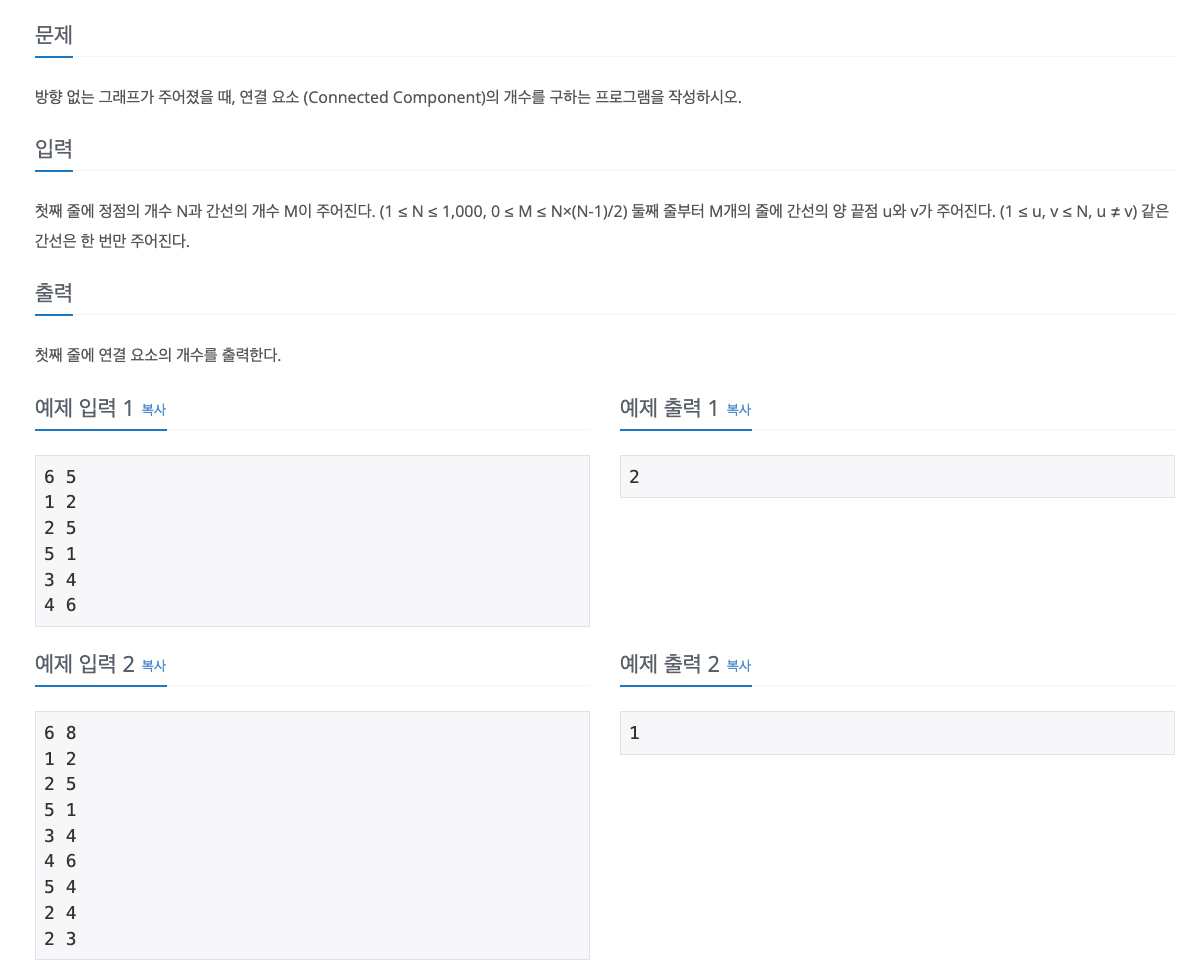 문제
방향 없는 그래프가 주어졌을 때, 연결 요소 (Connected Component)의 개수를 구하는 프로그램을 작성하시오.
입력
첫째 줄에 정점의 개수 N과 간선의 개수 M이 주어진다. (1 ≤ N ≤ 1,000, 0 ≤ M ≤ N×(N-1)/2) 둘째 줄부터 M개의 줄에 간선의 양 끝점 u와 v가 주어진다. (1 ≤ u, v ≤ N, u ≠ v) 같은
간선은 한 번만 주어진다.
출력
첫째 줄에 연결 요소의 개수를 출력한다.
예제 입력 1 복사
6 5
1 2
2 5
5 1
3 4
4 6
예제 출력 1 복사
2
예제 입력 2 복사
6 8
1 2
2 5
5 1
3 4
4 6
5 4
2 4
2 3
예제 출력 2 복사
1